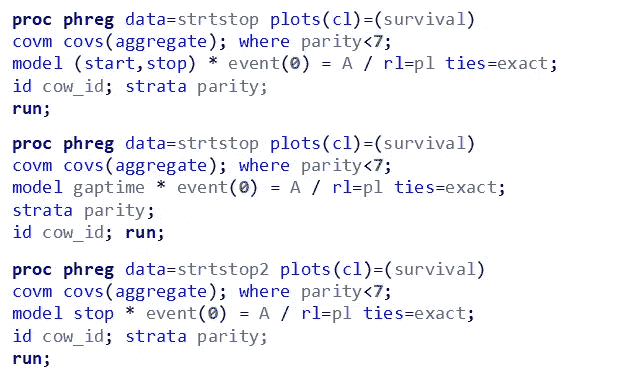 proc phreg data=strtstop plots(cl)=(survival)
covm covs(aggregate); where parity<7;
model (start,stop) * event(0) = A / rl=pl ties=exact;
id cow_id; strata parity;
run;
proc phreg data=strtstop plots(cl)=(survival)
covm covs(aggregate); where parity<7;
model gaptime * event(0) = A / rl=pl ties=exact;
strata parity;
id cow_id; run;
proc phreg data=strtstop2 plots(cl)=(survival)
covm covs(aggregate); where parity<7;
model stop * event(0) = A / rl=pl ties=exact;
id cow_id; strata parity;
run;